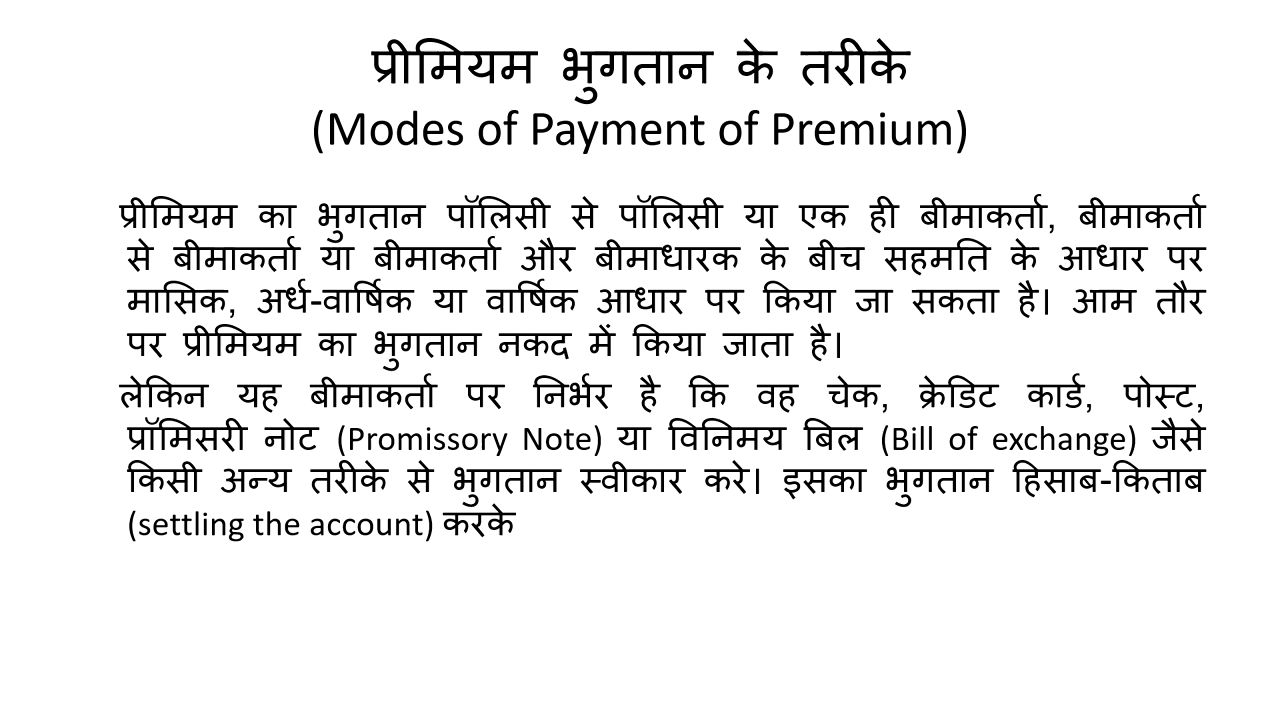 प्रीमियम भुगतान के तरीके
(Modes of Payment of Premium)
प्रीमियम का भुगतान पॉलिसी से पॉलिसी या एक ही बीमाकर्ता, बीमाकर्ता
से बीमाकर्ता या बीमाकर्ता और बीमाधारक के बीच सहमति के आधार पर
मासिक, अर्ध-वार्षिक या वार्षिक आधार पर किया जा सकता है। आम तौर
पर प्रीमियम का भुगतान नकद में किया जाता है।
लेकिन यह बीमाकर्ता पर निर्भर है कि वह चेक, क्रेडिट कार्ड, पोस्ट,
प्रॉमिसरी नोट (Promissory Note) या विनिमय बिल (Bill of exchange) जैसे
किसी अन्य तरीके से भुगतान स्वीकार करे। इसका भुगतान हिसाब-किताब
(settling the account) करके